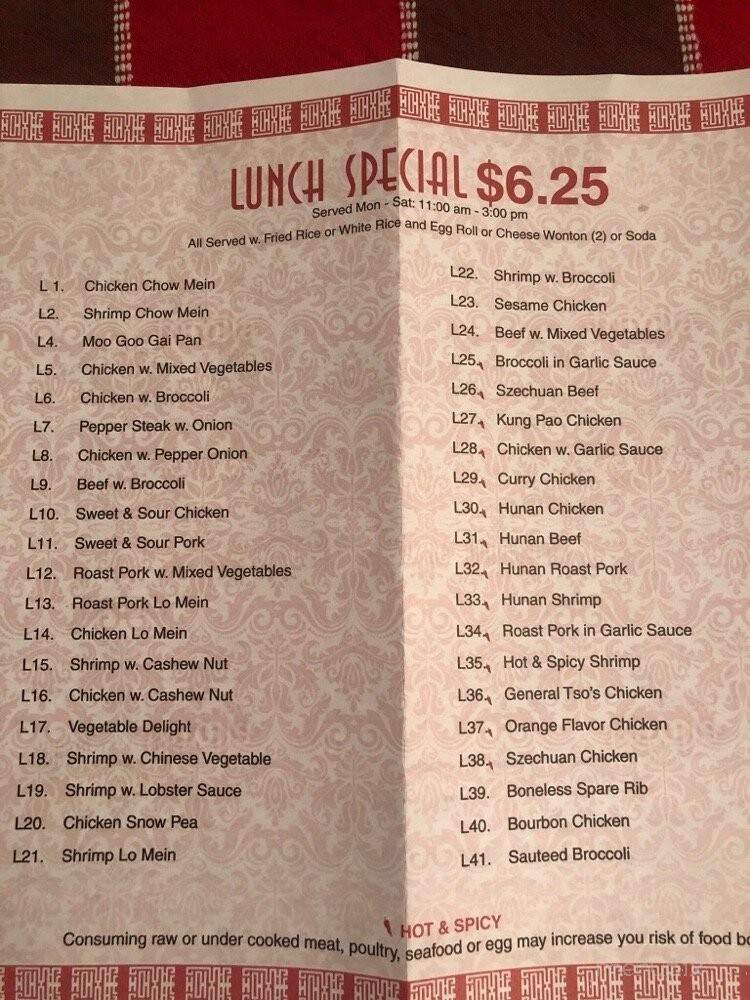 LUNCH SPECIAL $6.25
Served Mon - Sat: 11:00 am - 3:00 pm
All Served w. Fried Rice or White Rice and Egg Roll or Cheese Wonton (2) or Soda
L 1. Chicken Chow Mein
L2. Shrimp Chow Mein
L4. Moo Goo Gai Pan
L5. Chicken w. Mixed Vegetables
L6. Chicken w. Broccoli
L7. Pepper Steak w. Onion
L8. Chicken w. Pepper Onion
L9. Beef w. Broccoli
L10. Sweet & Sour Chicken
L11. Sweet & Sour Pork
L12. Roast Pork w. Mixed Vegetables
L13. Roast Pork Lo Mein
L14. Chicken Lo Mein
L15. Shrimp w. Cashew Nut
L16. Chicken w. Cashew Nut
L17. Vegetable Delight
L18. Shrimp w. Chinese Vegetable
L19. Shrimp w. Lobster Sauce
L20. Chicken Snow Pea
L21. Shrimp Lo Mein
L22. Shrimp w. Broccoli
L23. Sesame Chicken
L24. Beef w. Mixed Vegetables
L25. Broccoli in Garlic Sauce
L26. Szechuan Beef
L27. Kung Pao Chicken
L28. Chicken w. Garlic Sauce
L29. Curry Chicken
L30. Hunan Chicken
L31. Hunan Beef
L32. Hunan Roast Pork
L33. Hunan Shrimp
L34. Roast Pork in Garlic Sauce
L35. Hot & Spicy Shrimp
L36. General Tso's Chicken
L37. Orange Flavor Chicken
L38. Szechuan Chicken
L39. Boneless Spare Rib
L40. Bourbon Chicken
L41. Sauteed Broccoli
HOT & SPICY
Consuming raw or under cooked meat, poultry, seafood or egg may increase you risk of food